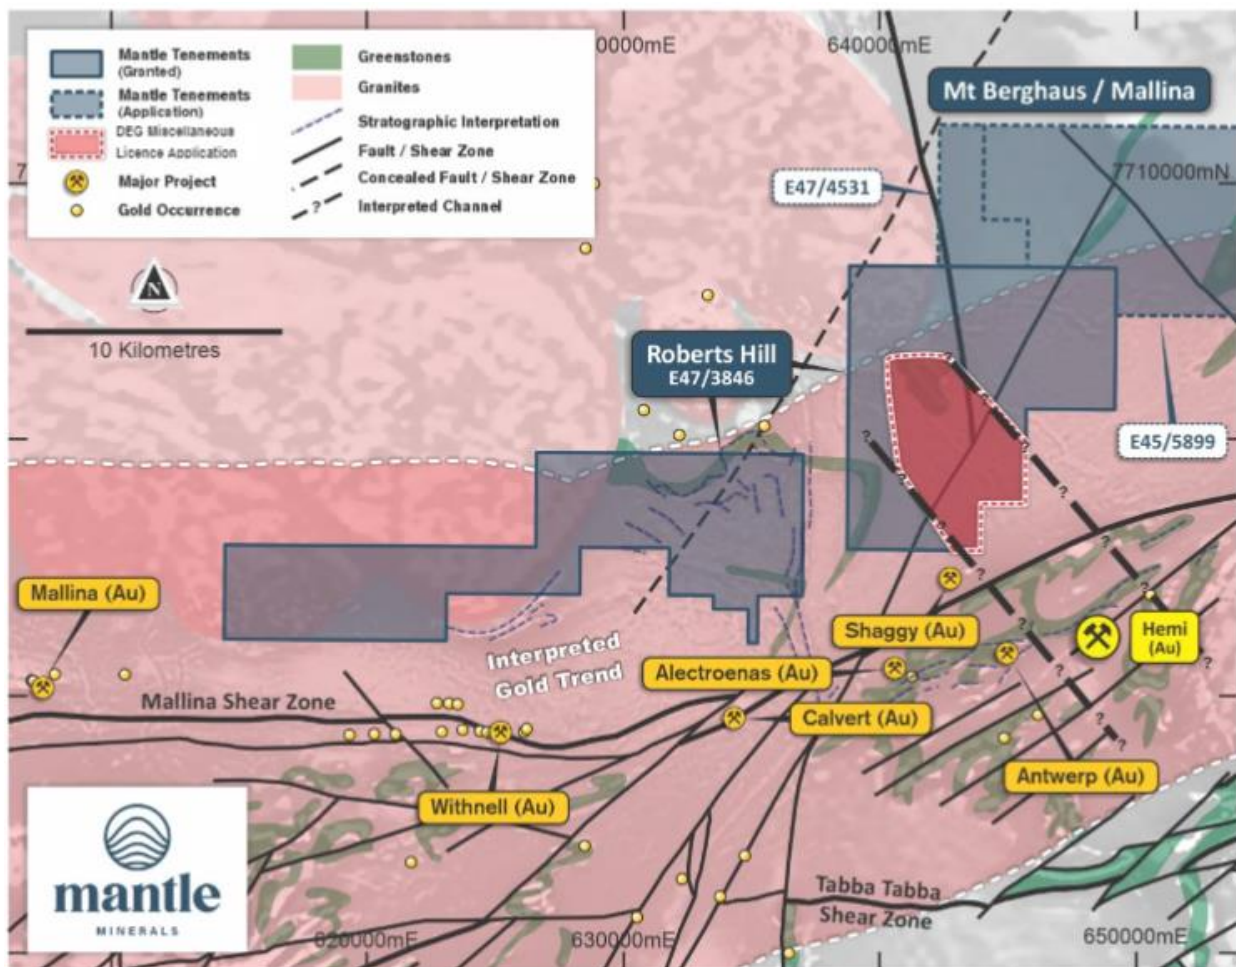 Mantle Tenements
(Granted)
Mantle Tenements
(Application)
DEG Miscellaneous
Licence Application
Major Project
Gold Occurrence
Greenstones
Granites
Stratographic Interpretation
Fault / Shear Zone
Concealed Fault / Shear Zone
?
Interpreted Channel
0000mE
640000mE
Mt Berghaus / Mallina
7710000mN
E47/4531
7
N
10 Kilometres
Roberts Hill
E47/3846
E45/5899
?
?
?
?
?
?
?
?
?
?
Mallina (Au)
Shaggy (Au)
Hemi
(Au)
Interpreted
Gold Trend
Alectroenas (Au)
Mallina Shear Zone
Calvert (Au)
Antwerp (Au)
Withnell (Au)
mantle
MINERALS
Tabba Tabba
Shear Zone
620000mE
630000mE
650000mE